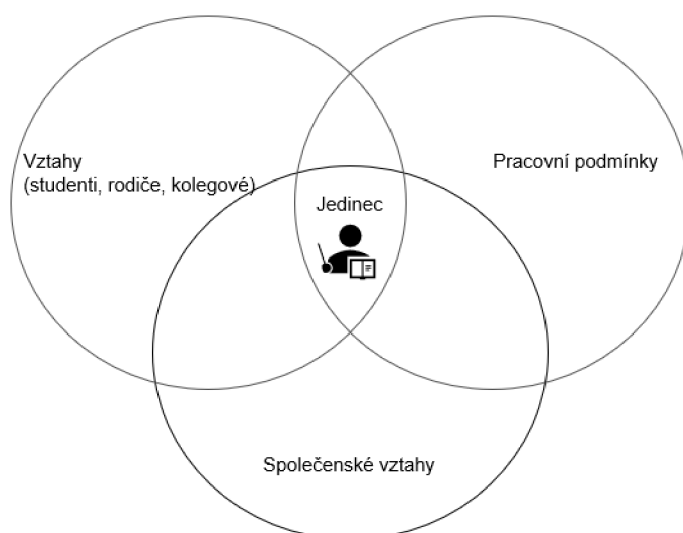 Vztahy
(studenti, rodiče, kolegové)
Pracovní podmínky
Jedinec
Společenské vztahy